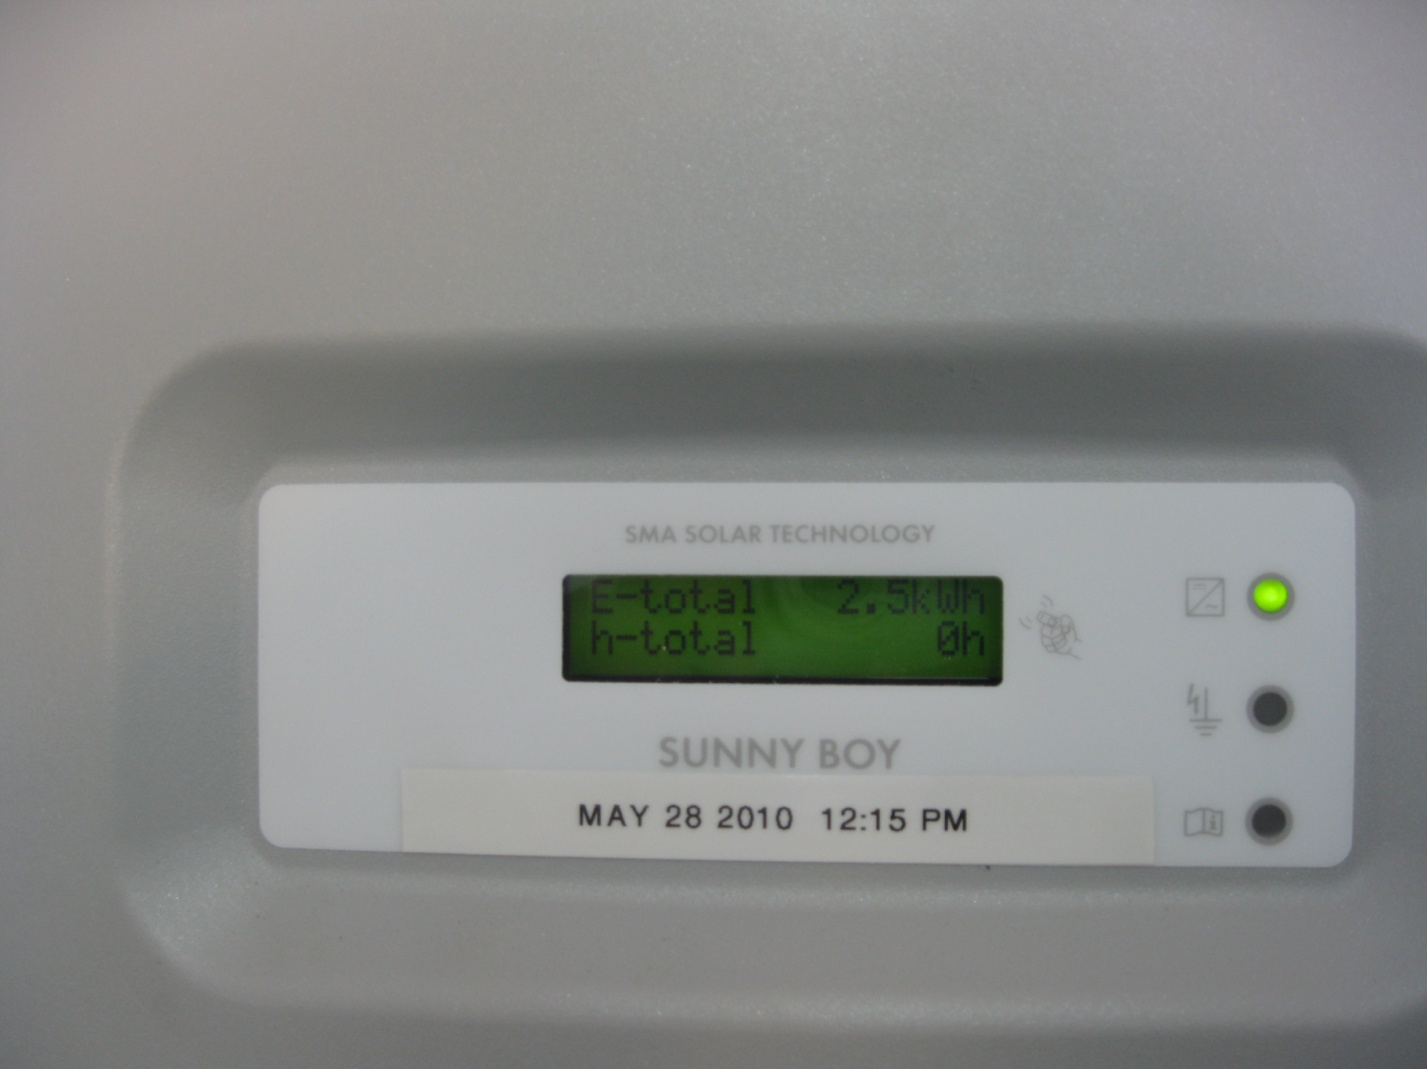 SMA SOLAR TECHNOLOGY
E-total 2.5kWh
h-total 0h
SUNNY BOY
MAY 28 2010 12:15 PM